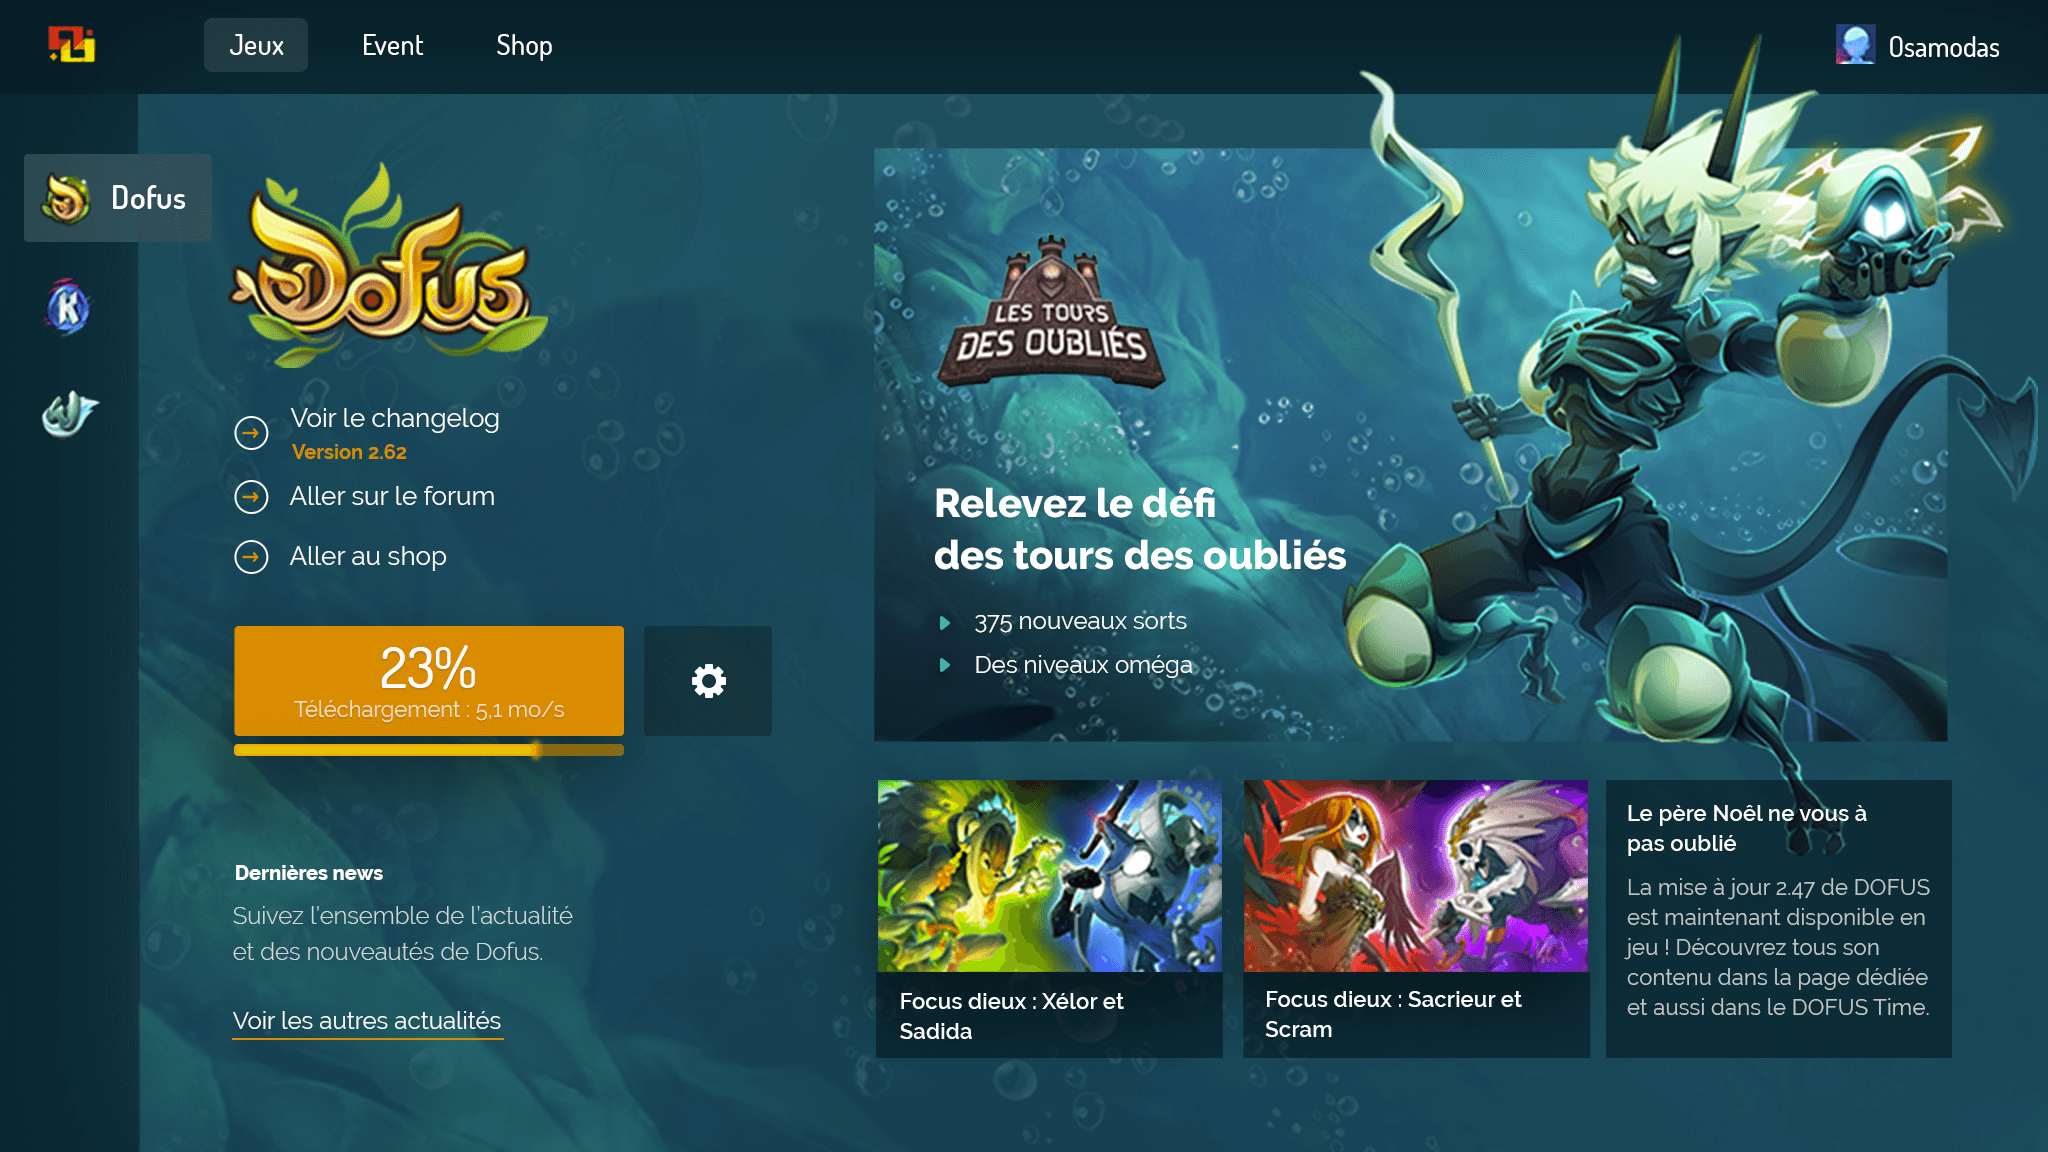 Jeux
Event
Shop
Osamodas
Dofus
K
Dofus
Voir le changelog
Version 2.62
Aller sur le forum
Aller au shop
23%
Téléchargement : 5,1 mo/s
Dernières news
Suivez l'ensemble de l'actualité
et des nouveautés de Dofus.
Voir les autres actualités
LES TOURS
DES OUBLIÉS
Relevez le défi
des tours des oubliés
375 nouveaux sorts
Des niveaux oméga
Focus dieux : Xélor et
Sadida
Focus dieux : Sacrieur et
Scram
Le père Noêl ne vous à
pas oublié
La mise à jour 2.47 de DOFUS
est maintenant disponible en
jeu ! Découvrez tous son
contenu dans la page dédiée
et aussi dans le DOFUS Time.